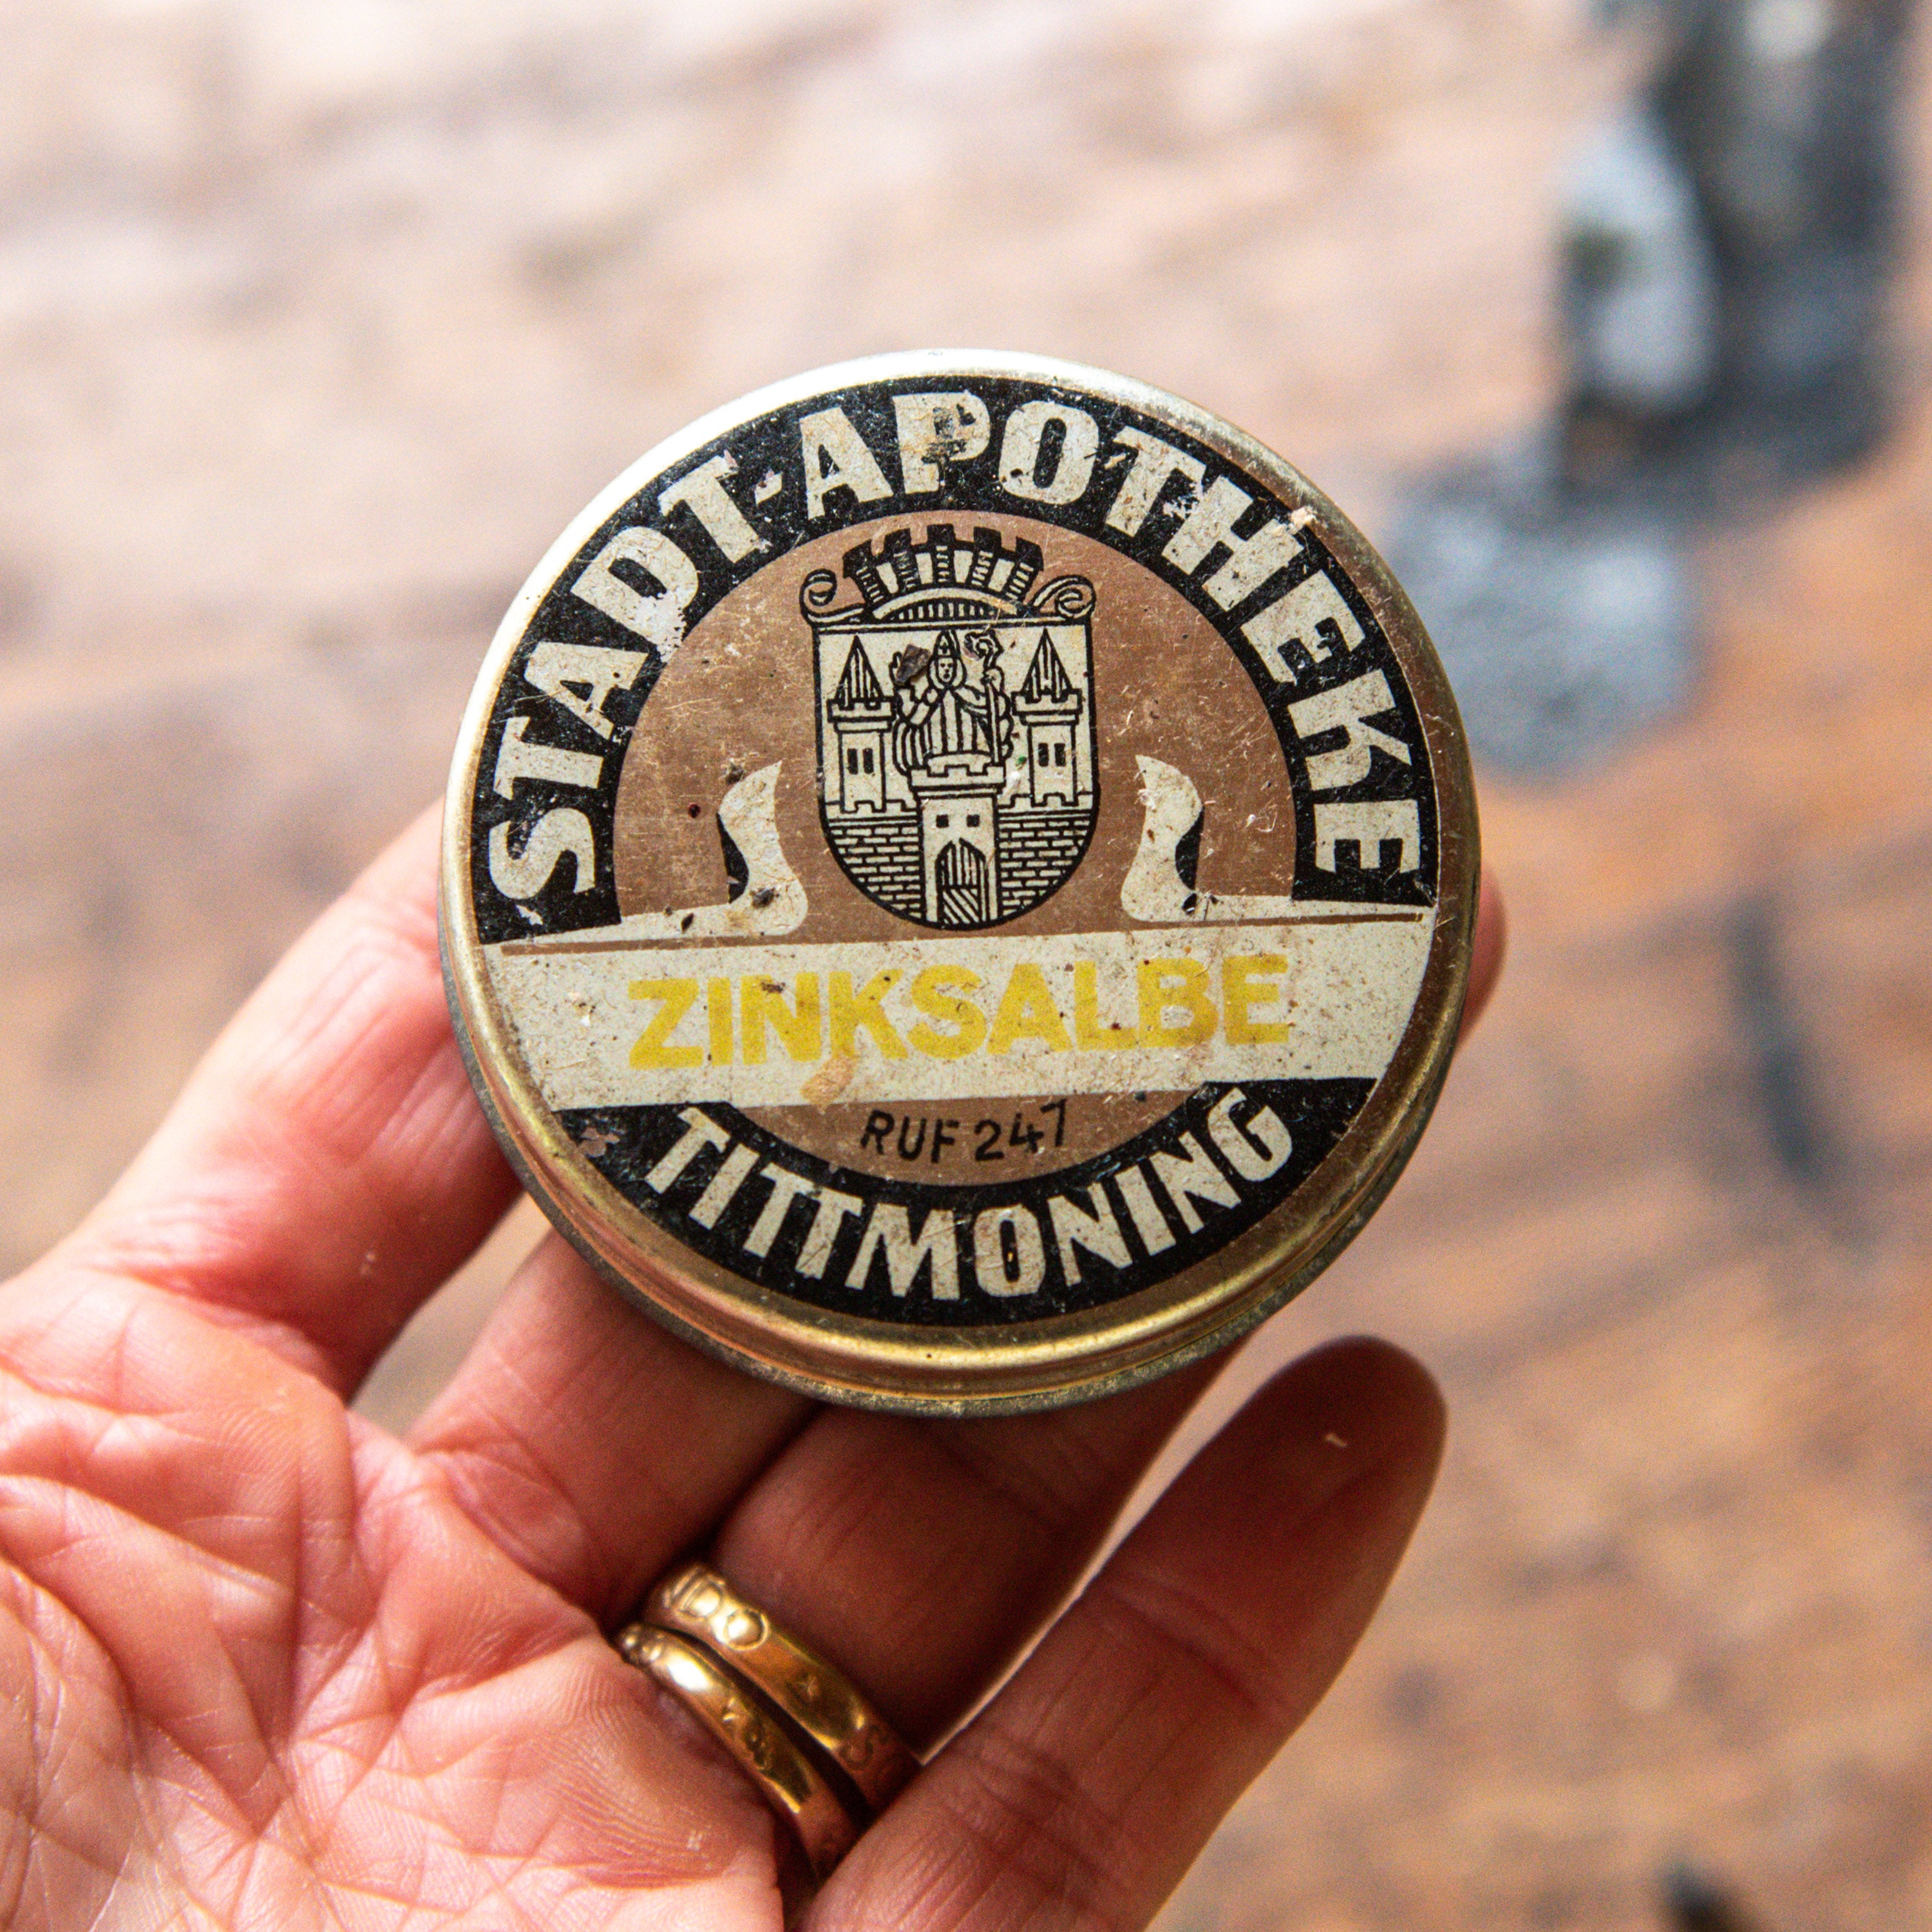 STADT-APOTHEKE
ZINKSALBE
RUF 247
TITTMONING